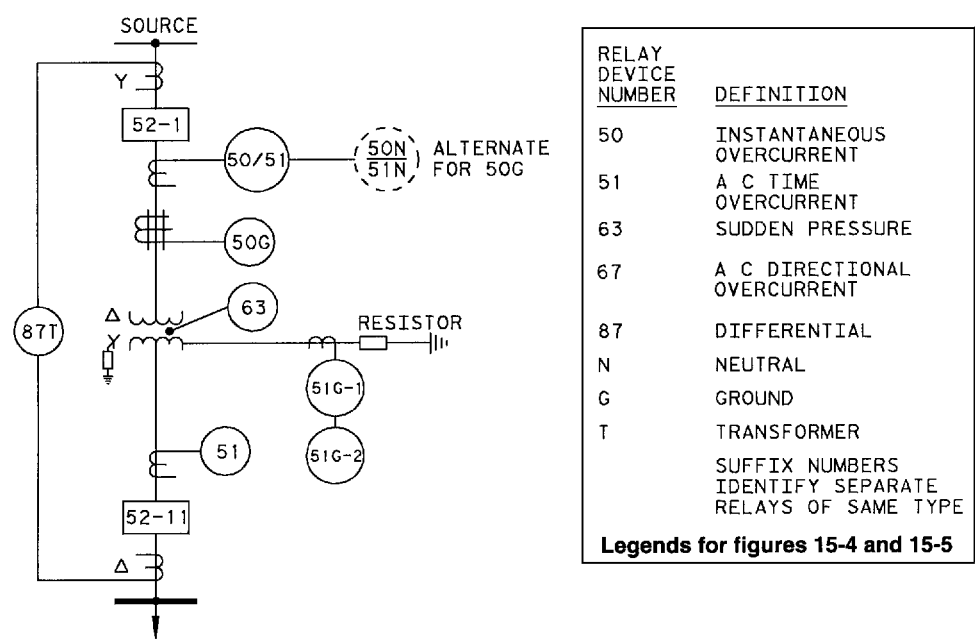 SOURCE
Y
52-1
50/51
50N
51N
ALTERNATE
FOR 50G
50G
Δ
63
87T
Y
RESISTOR
51G-1
51G-2
51
52-11
Δ
RELAY
DEVICE
NUMBER DEFINITION
50 INSTANTANEOUS
OVERCURRENT
51 A C TIME
OVERCURRENT
63 SUDDEN PRESSURE
67 A C DIRECTIONAL
OVERCURRENT
87 DIFFERENTIAL
N NEUTRAL
G GROUND
T TRANSFORMER
SUFFIX NUMBERS
IDENTIFY SEPARATE
RELAYS OF SAME TYPE
Legends for figures 15-4 and 15-5